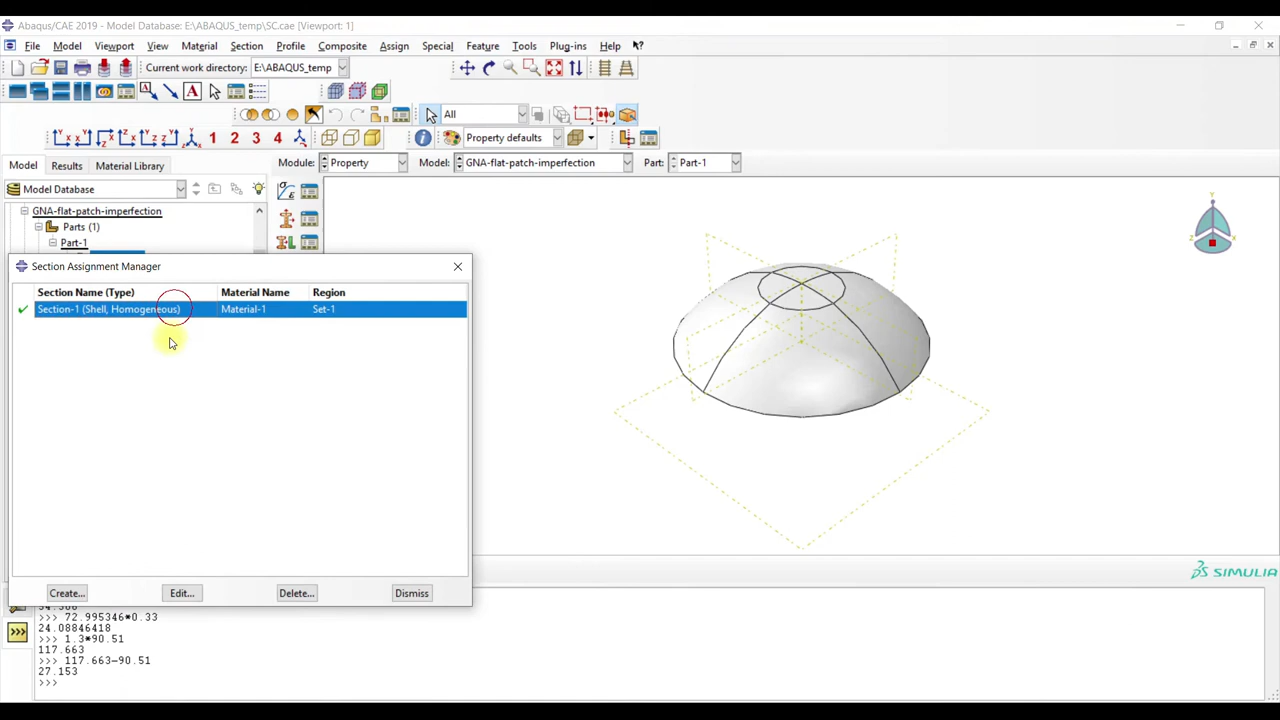 Abaqus/CAE 2019 - Model Database: E:\ABAQUS_temp\SC.cae [Viewport: 1]
File Model Viewport View Material Section Profile Composite Assign Special Feature Tools Plug-ins Help
Current work directory: E:\ABAQUS_temp
All
1 2 3 4 Property defaults
Model Results Material Library Module: Property Model: GNA-flat-patch-imperfection Part: Part-1
Model Database
GNA-flat-patch-imperfection
Parts (1)
Part-1
Section Assignment Manager
Section Name (Type) Material Name Region
Section-1 (Shell, Homogeneous) Material-1 Set-1
Create... Edit... Delete... Dismiss
Y
Z X
SIMULIA
>>> 72.995346*0.33
24.08846418
>>> 1.3*90.51
117.663
>>> 117.663-90.51
27.153
>>>